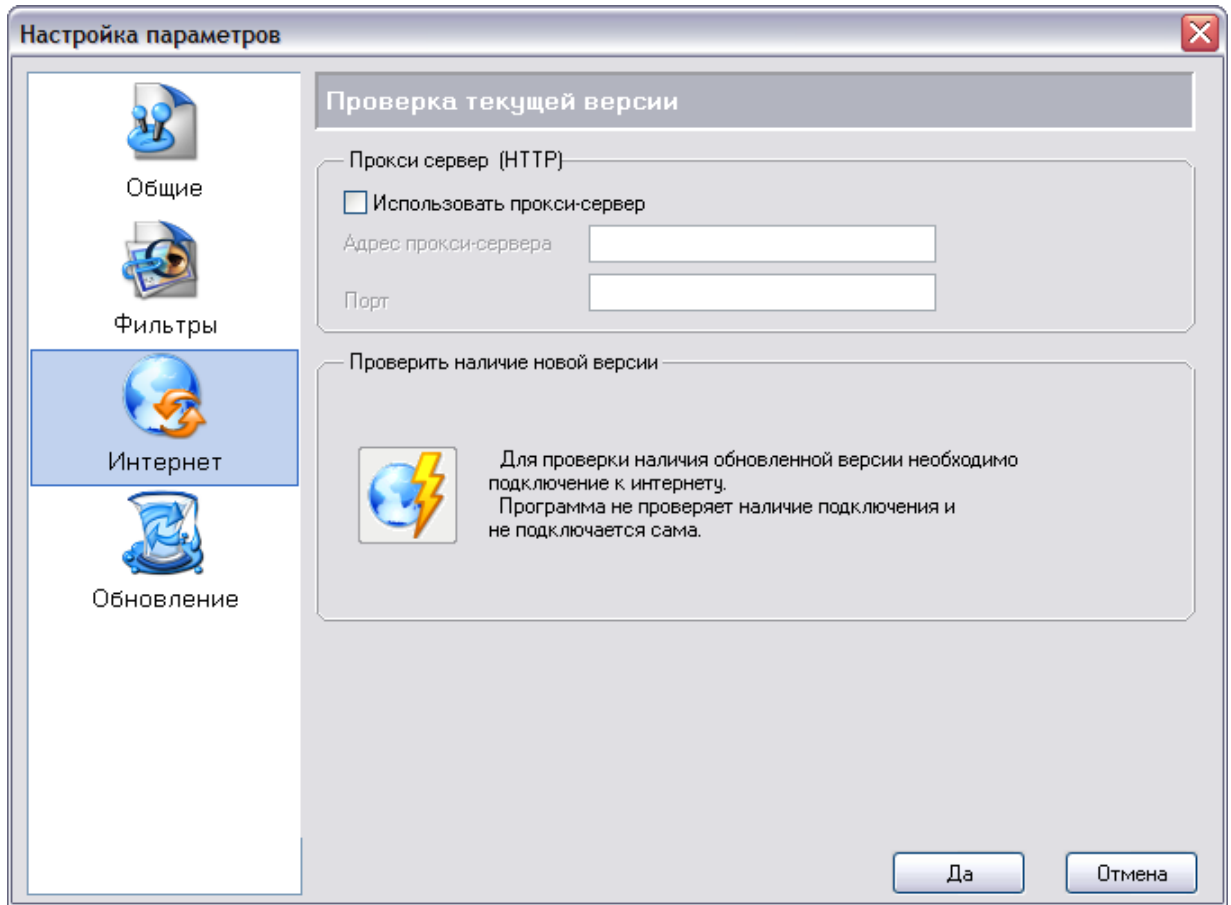 Настройка параметров
Общие
Фильтры
Интернет
Обновление
Проверка текущей версии
Прокси сервер (HTTP)
Использовать прокси-сервер
Адрес прокси-сервера
Порт
Проверить наличие новой версии
Для проверки наличия обновленной версии необходимо
подключение к интернету.
Программа не проверяет наличие подключения и
не подключается сама.
Да
Отмена